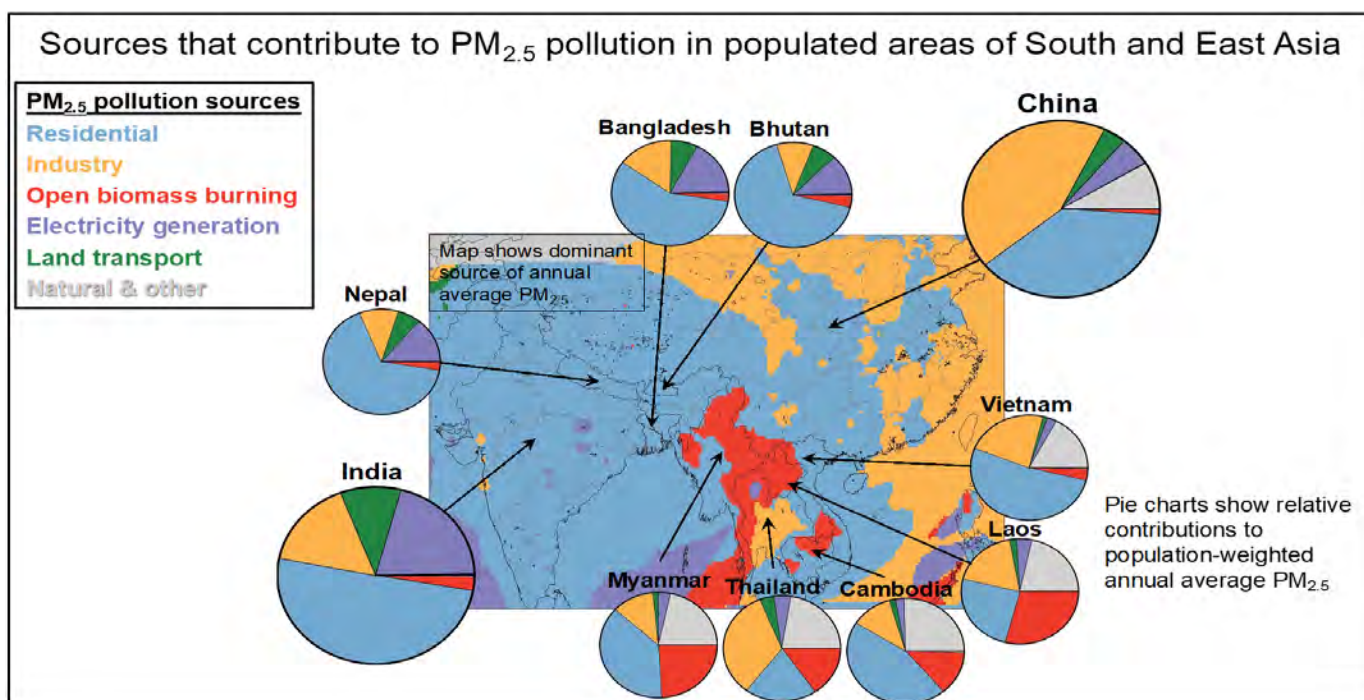 Sources that contribute to PM2.5 pollution in populated areas of South and East Asia
PM2.5 pollution sources
Residential
Industry
Open biomass burning
Electricity generation
Land transport
Natural & other
Bangladesh
Bhutan
China
Map shows dominant
source of annual
average PM2.5
Nepal
Vietnam
India
Pie charts show relative
contributions to
population-weighted
annual average PM2.5
Laos
Myanmar
Thailand
Cambodia